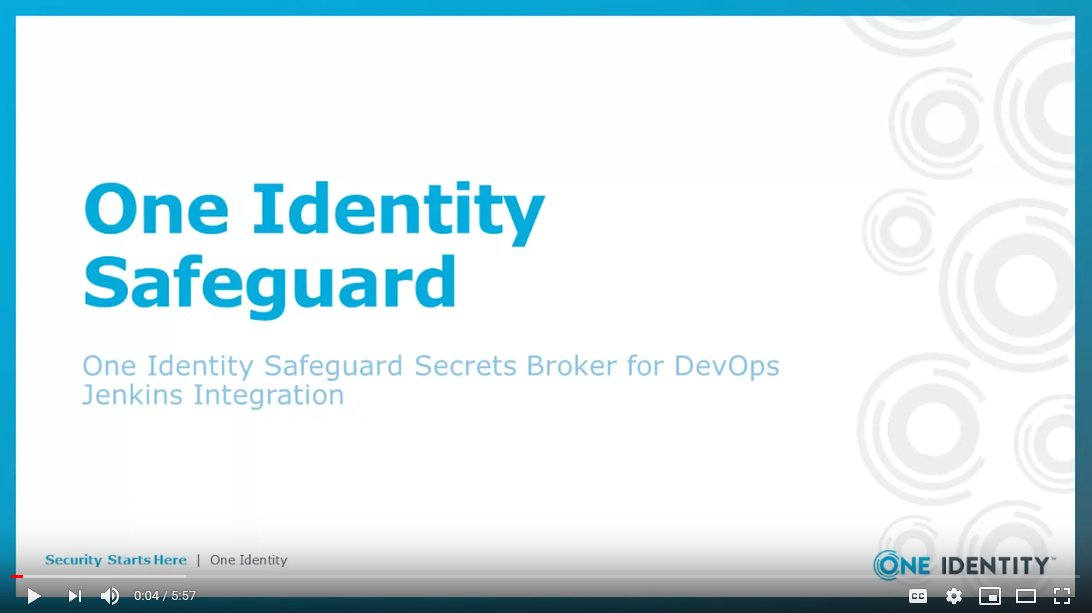 One Identity
Safeguard
One Identity Safeguard Secrets Broker for DevOps
Jenkins Integration
Security Starts Here | One Identity
ONE IDENTITY™
0:04 / 5:57
CC